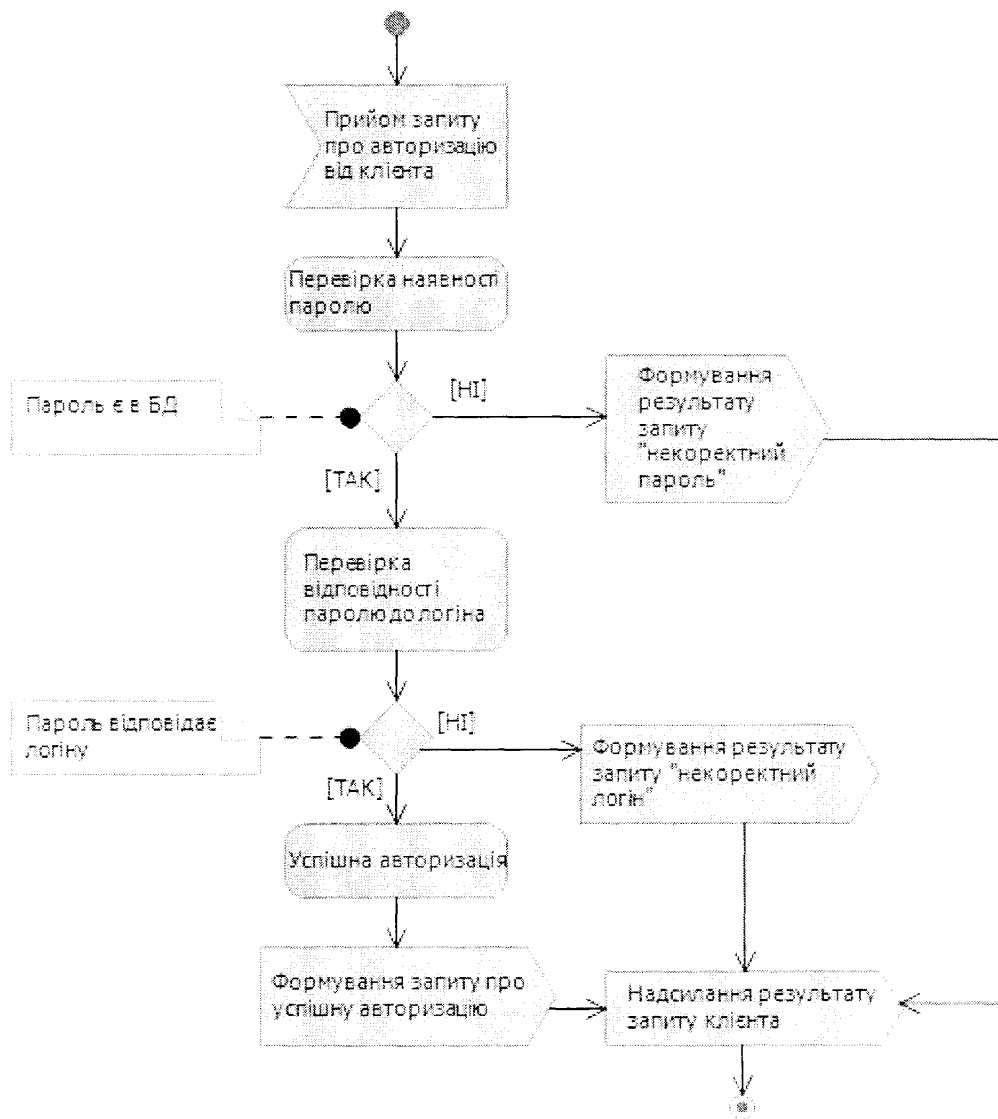 Прийом запиту
про авторизацію
від клієнта
Перевірка наявності
паролю
Пароль є в БД
[НІ]
Формування
результату
запиту
"некоректний
пароль"
[ТАК]
Перевірка
відповідності
паролю до логіна
Пароль відповідає
логіну
[НІ]
Формування результату
запиту "некоректний
логін"
[ТАК]
Успішна авторизація
Формування запиту про
успішну авторизацію
Надсилання результату
запиту клієнта